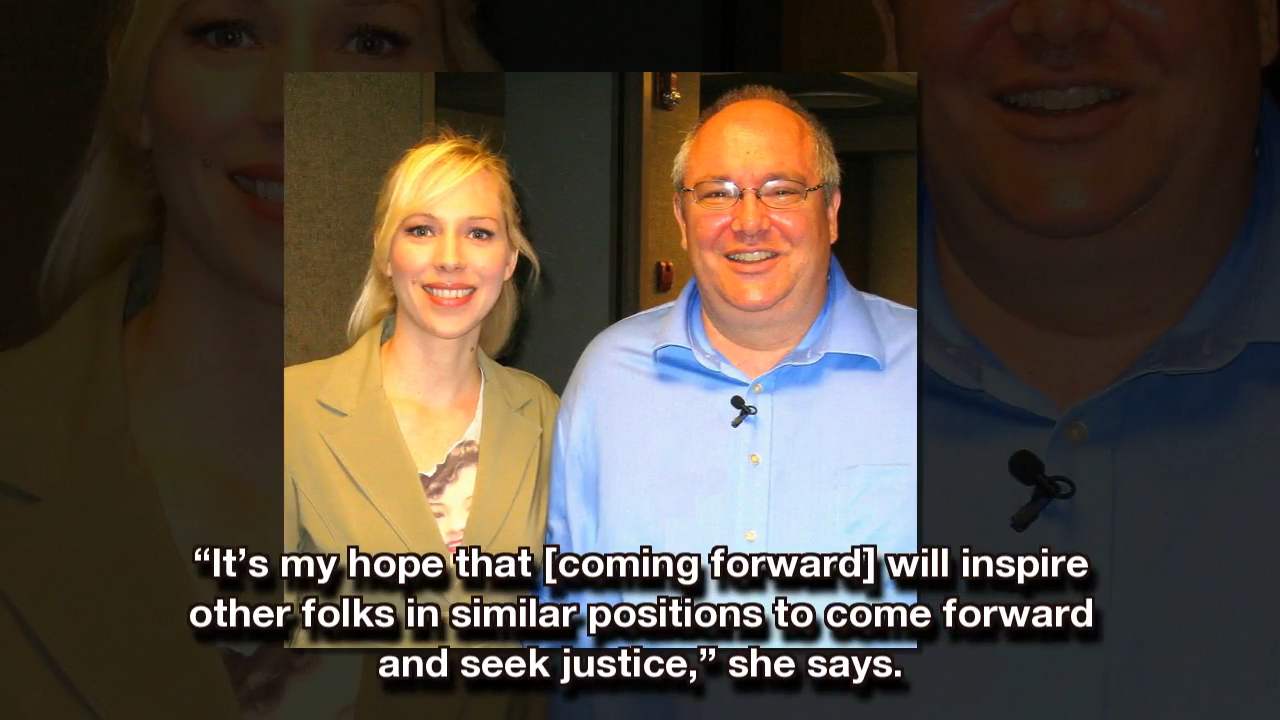 “It’s my hope that [coming forward] will inspire
other folks in similar positions to come forward
and seek justice,” she says.